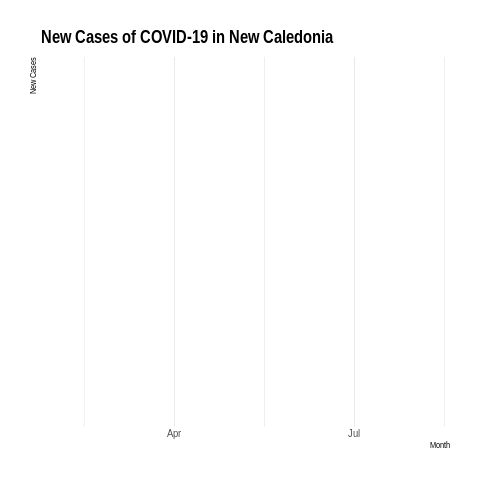 New Cases of COVID-19 in New Caledonia
New Cases
Apr
Jul
Month